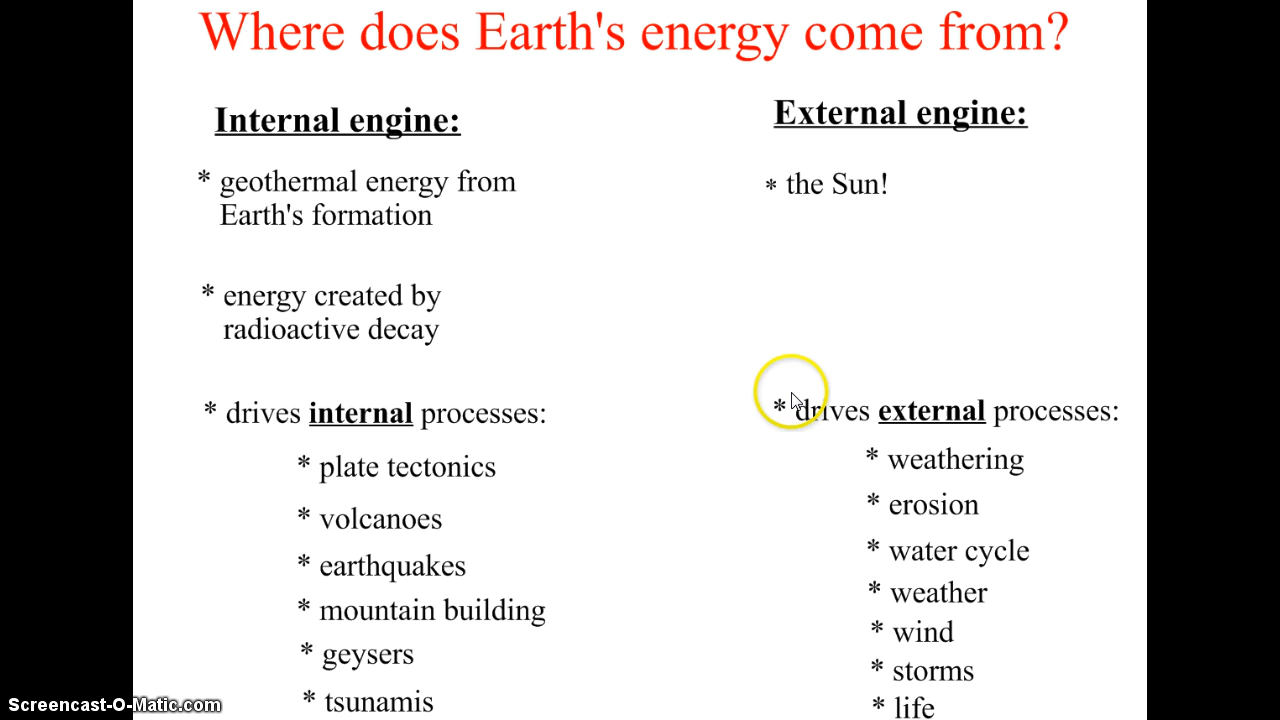 Where does Earth's energy come from?
Internal engine:
* geothermal energy from
Earth's formation
* energy created by
radioactive decay
* drives internal processes:
* plate tectonics
* volcanoes
* earthquakes
* mountain building
* geysers
* tsunamis
External engine:
* the Sun!
* drives external processes:
* weathering
* erosion
* water cycle
* weather
* wind
* storms
* life
Screencast-O-Matic.com